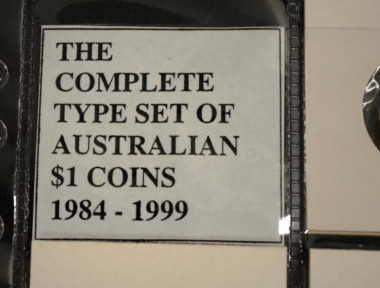 THE
COMPLETE
TYPE SET OF
AUSTRALIAN
$1 COINS
1984 - 1999